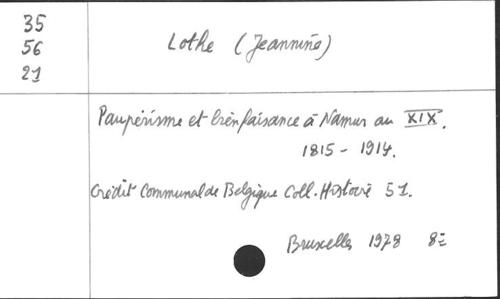 35
56
21
Lothe (Jeannine)
Paupérisme et bienfaisance à Namur au XIX.
1815 - 1914.
Crédit Communal de Belgique Coll. Histoire 51.
Bruxelles 1978 8=